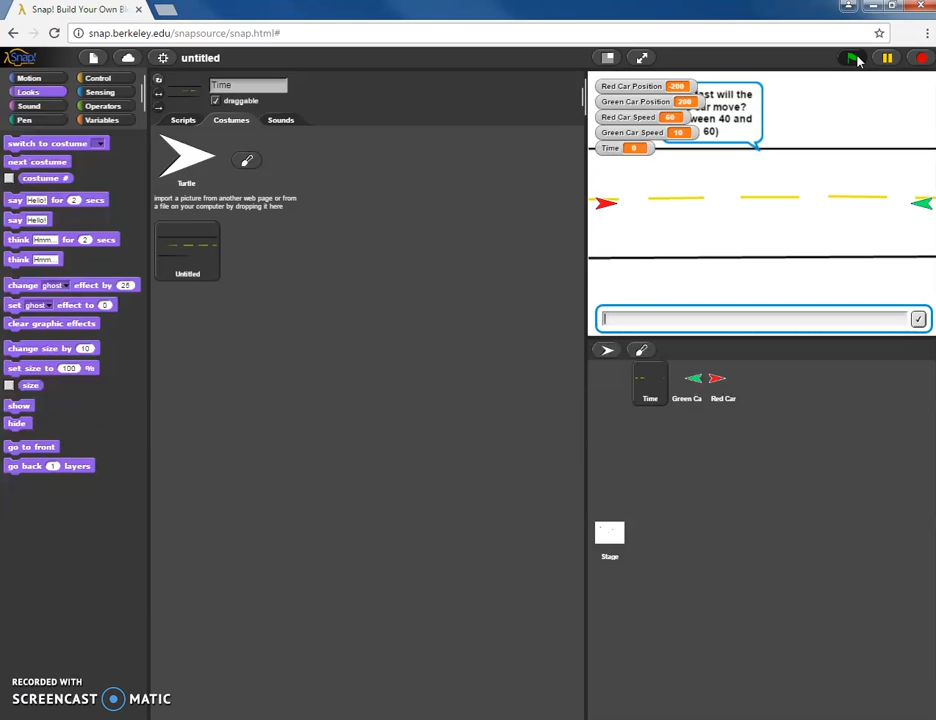 Snap! Build Your Own Bl
snap.berkeley.edu/snapsource/snap.html#
Snap!
untitled
Motion
Control
Looks
Sensing
Sound
Operators
Pen
Variables
switch to costume
next costume
costume #
say Hello! for 2 secs
say Hello!
think Hmm... for 2 secs
think Hmm...
change ghost effect by 25
set ghost effect to 0
clear graphic effects
change size by 10
set size to 100 %
size
show
hide
go to front
go back 1 layers
Time
draggable
Scripts
Costumes
Sounds
Turtle
import a picture from another web page or from
a file on your computer by dropping it here
Untitled
Red Car Position -200
Green Car Position 200
Red Car Speed 60
Green Car Speed 10
Time 0
ast will the
car move?
ween 40 and
60)
Time
Green Ca
Red Car
Stage
RECORDED WITH
SCREENCAST MATIC